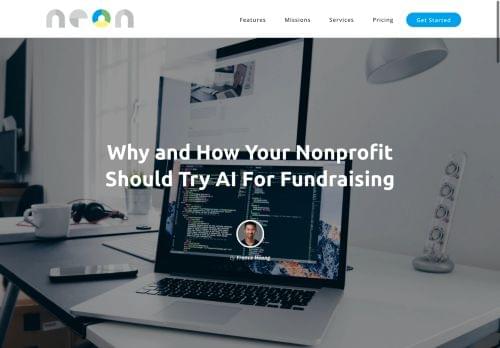 neon
Features
Missions
Services
Pricing
Get Started
Why and How Your Nonprofit
Should Try AI For Fundraising
by France Hoang